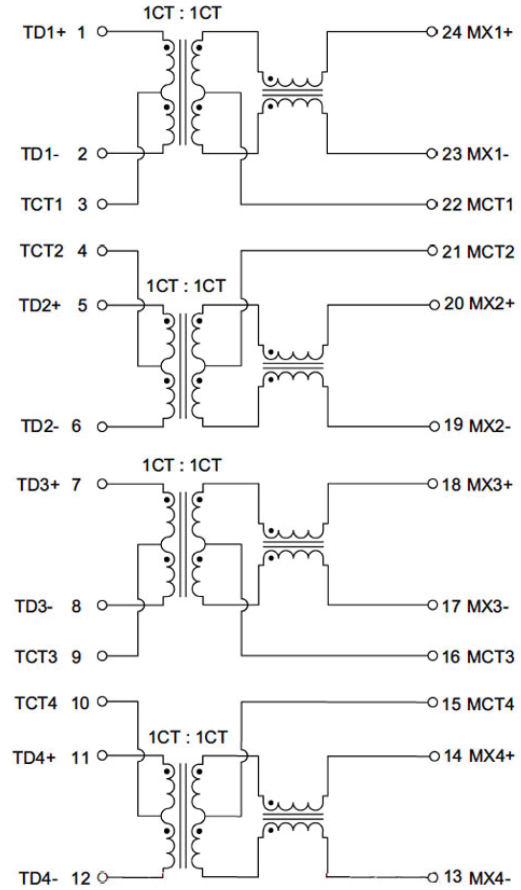 1CT : 1CT
TD1+ 1 24 MX1+
TD1- 2 23 MX1-
TCT1 3 22 MCT1
TCT2 4 21 MCT2
1CT : 1CT
TD2+ 5 20 MX2+
TD2- 6 19 MX2-
1CT : 1CT
TD3+ 7 18 MX3+
TD3- 8 17 MX3-
TCT3 9 16 MCT3
TCT4 10 15 MCT4
1CT : 1CT
TD4+ 11 14 MX4+
TD4- 12 13 MX4-